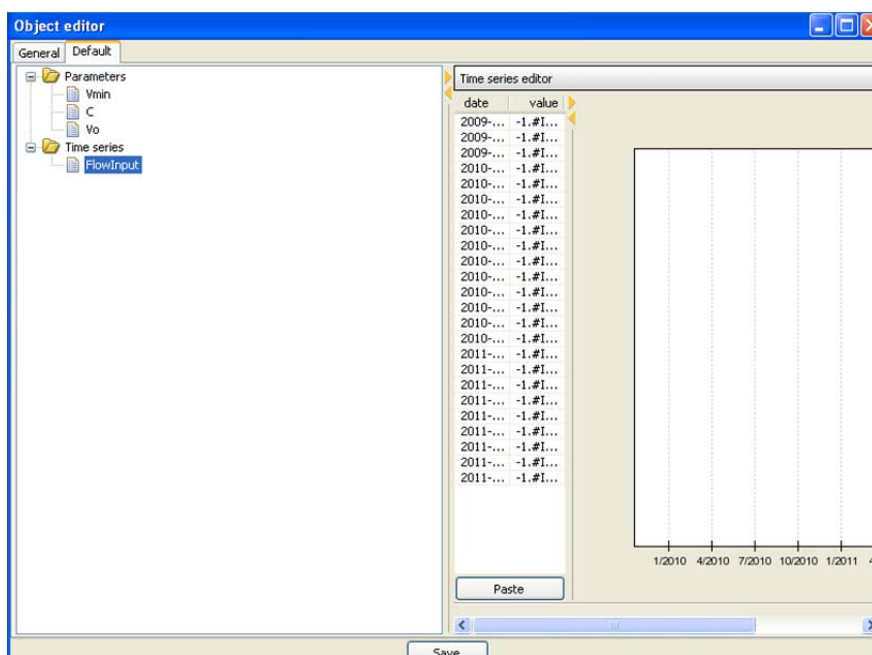 Object editor
General Default
Parameters
Vmin
C
Vo
Time series
FlowInput
Time series editor
date value
2009-... -1.#I...
2009-... -1.#I...
2009-... -1.#I...
2010-... -1.#I...
2010-... -1.#I...
2010-... -1.#I...
2010-... -1.#I...
2010-... -1.#I...
2010-... -1.#I...
2010-... -1.#I...
2010-... -1.#I...
2010-... -1.#I...
2010-... -1.#I...
2010-... -1.#I...
2010-... -1.#I...
2011-... -1.#I...
2011-... -1.#I...
2011-... -1.#I...
2011-... -1.#I...
2011-... -1.#I...
2011-... -1.#I...
2011-... -1.#I...
2011-... -1.#I...
2011-... -1.#I...
1/2010 4/2010 7/2010 10/2010 1/2011
Paste
Save